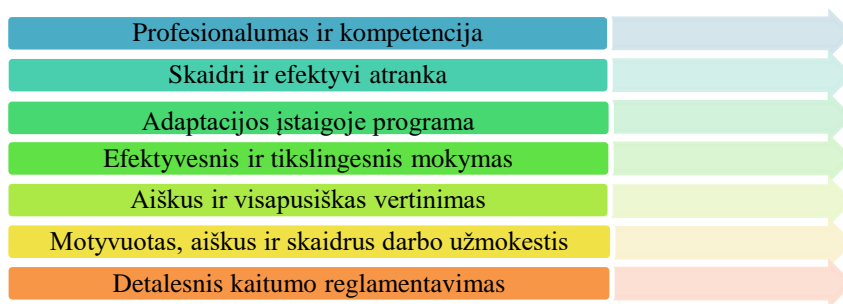 Profesionalumas ir kompetencija
Skaidri ir efektyvi atranka
Adaptacijos įstaigoje programa
Efektyvesnis ir tikslingesnis mokymas
Aiškus ir visapusiškas vertinimas
Motyvuotas, aiškus ir skaidrus darbo užmokestis
Detalesnis kaitumo reglamentavimas